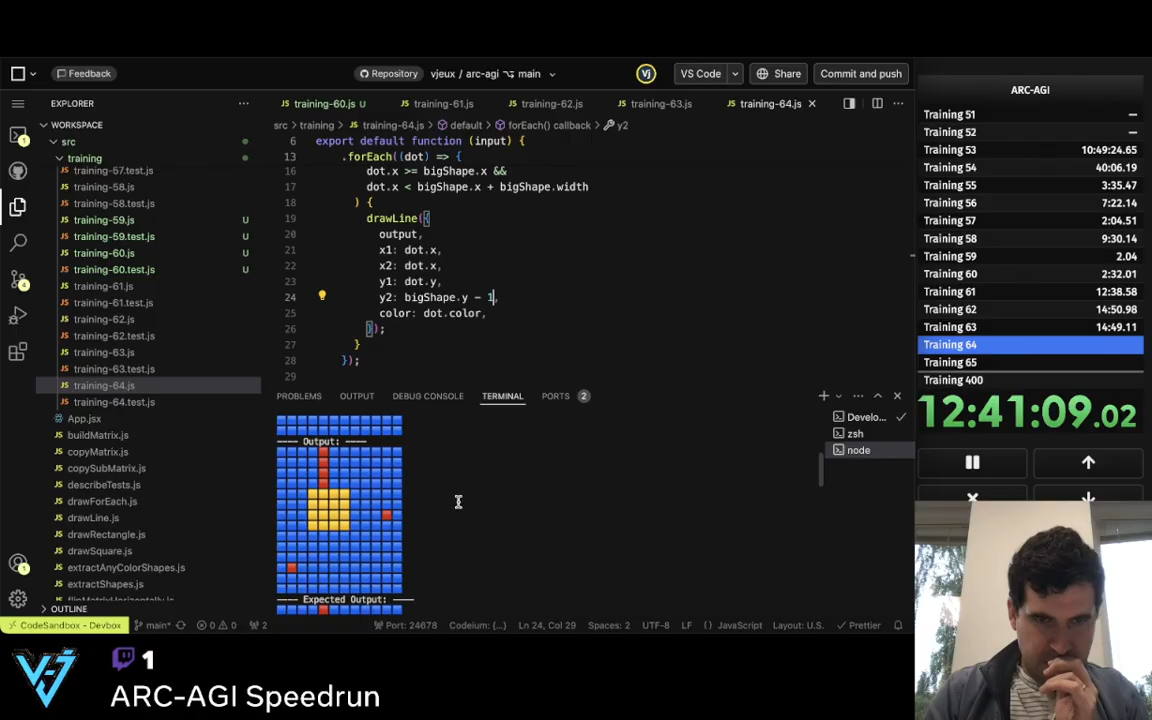 Feedback
Repository
vjeux / arc-agi
main
Vj
VS Code
Share
Commit and push
EXPLORER
WORKSPACE
src
training
training-67.test.js
training-58.js
training-58.test.js
training-59.js U
training-59.test.js U
training-60.js U
training-60.test.js U
training-61.js
training-61.test.js
training-62.js
training-62.test.js
training-63.js
training-63.test.js
training-64.js
training-64.test.js
App.jsx
buildMatrix.js
copyMatrix.js
copySubMatrix.js
describeTests.js
drawForEach.js
drawLine.js
drawRectangle.js
drawSquare.js
extractAnyColorShapes.js
extractShapes.js
OUTLINE
training-60.js U
training-61.js
training-62.js
training-63.js
training-64.js
src > training > training-64.js > default > forEach() callback > y2
6 export default function (input) {
13 .forEach((dot) => {
16 dot.x >= bigShape.x &&
17 dot.x < bigShape.x + bigShape.width
18 ) {
19 drawLine({
20 output,
21 x1: dot.x,
22 x2: dot.x,
23 y1: dot.y,
24 y2: bigShape.y - 1,
25 color: dot.color,
26 });
27 }
28 });
29
PROBLEMS OUTPUT DEBUG CONSOLE TERMINAL PORTS 2
Output:
Expected Output:
Develo...
zsh
node
CodeSandbox - Devbox
main*
0 0
2
Port: 24678
Codeium: {...}
Ln 24, Col 29
Spaces: 2
UTF-8
LF
JavaScript
Layout: U.S.
Prettier
ARC-AGI
Training 51 —
Training 52 —
Training 53 10:49:24.65
Training 54 40:06.19
Training 55 3:35.47
Training 56 7:22.14
Training 57 2:04.51
Training 58 9:30.14
Training 59 2.04
Training 60 2:32.01
Training 61 12:38.58
Training 62 14:50.98
Training 63 14:49.11
Training 64
Training 65
Training 400
12:41:09.02
1
ARC-AGI Speedrun